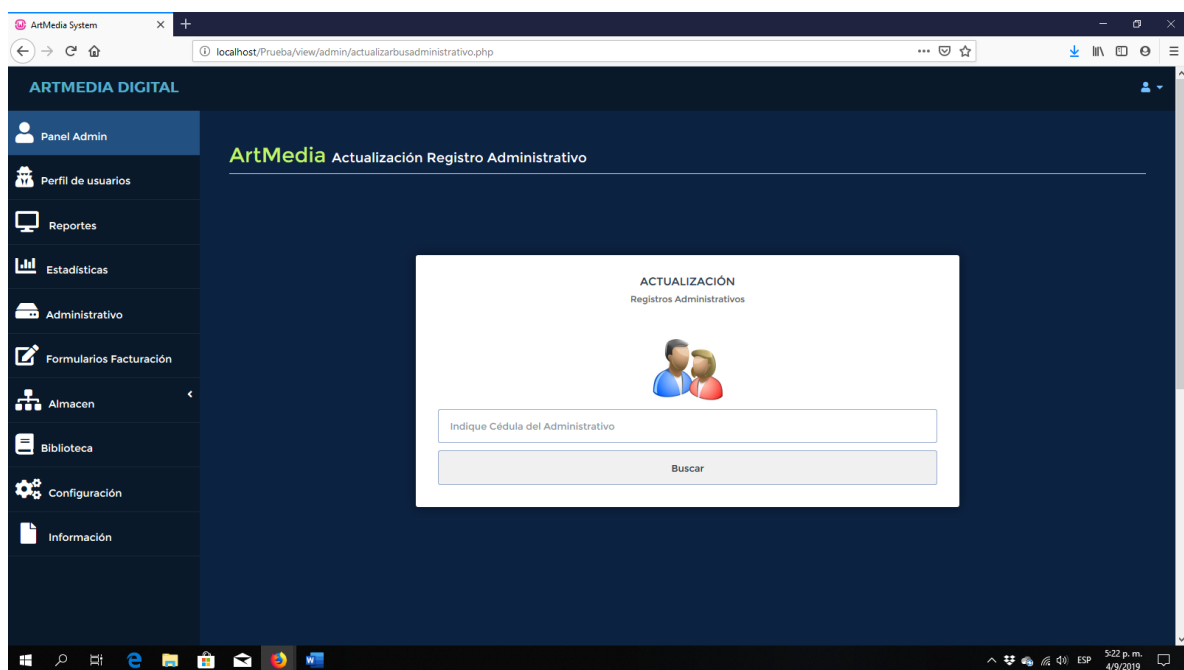 ArtMedia System
localhost/Prueba/view/admin/actualizarbusadministrativo.php
ARTMEDIA DIGITAL
Panel Admin
Perfil de usuarios
Reportes
Estadísticas
Administrativo
Formularios Facturación
Almacen
Biblioteca
Configuración
Información
ArtMedia Actualización Registro Administrativo
ACTUALIZACIÓN
Registros Administrativos
Indique Cédula del Administrativo
Buscar
ESP
5:22 p. m.
4/9/2019